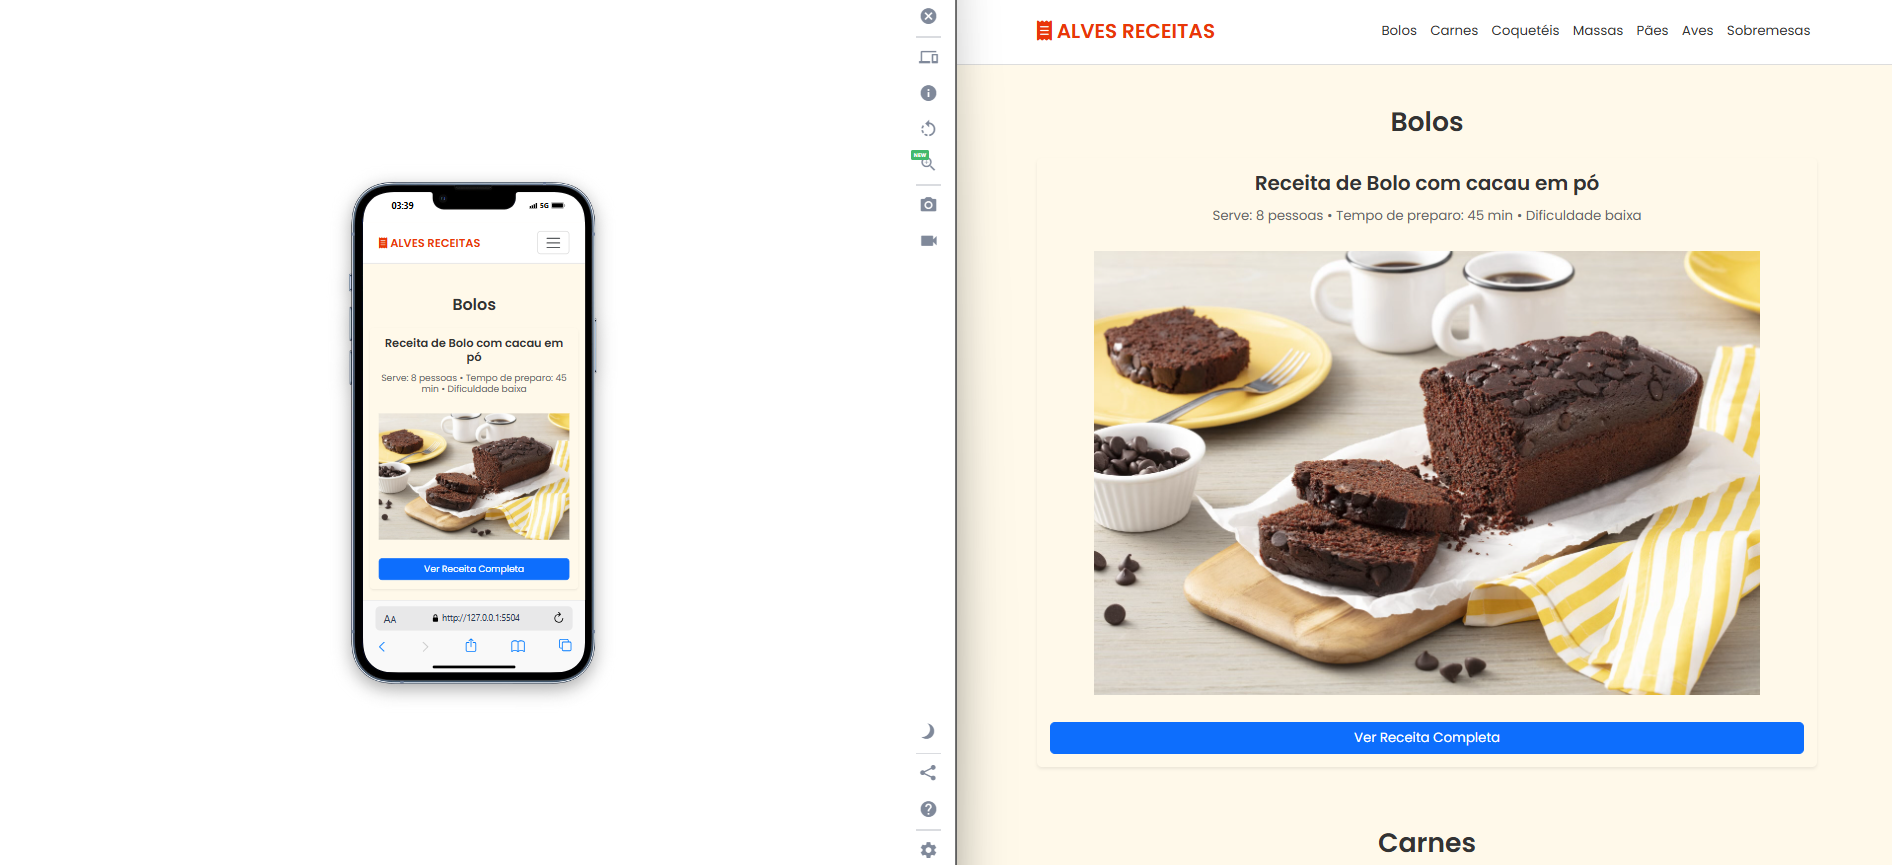 03:39
5G
ALVES RECEITAS
Bolos
Receita de Bolo com cacau em
pó
Serve: 8 pessoas • Tempo de preparo: 45
min • Dificuldade baixa
Ver Receita Completa
AA
http://127.0.0.1:5504
NEW
ALVES RECEITAS
Bolos Carnes Coquetéis Massas Pães Aves Sobremesas
Bolos
Receita de Bolo com cacau em pó
Serve: 8 pessoas • Tempo de preparo: 45 min • Dificuldade baixa
Ver Receita Completa
Carnes